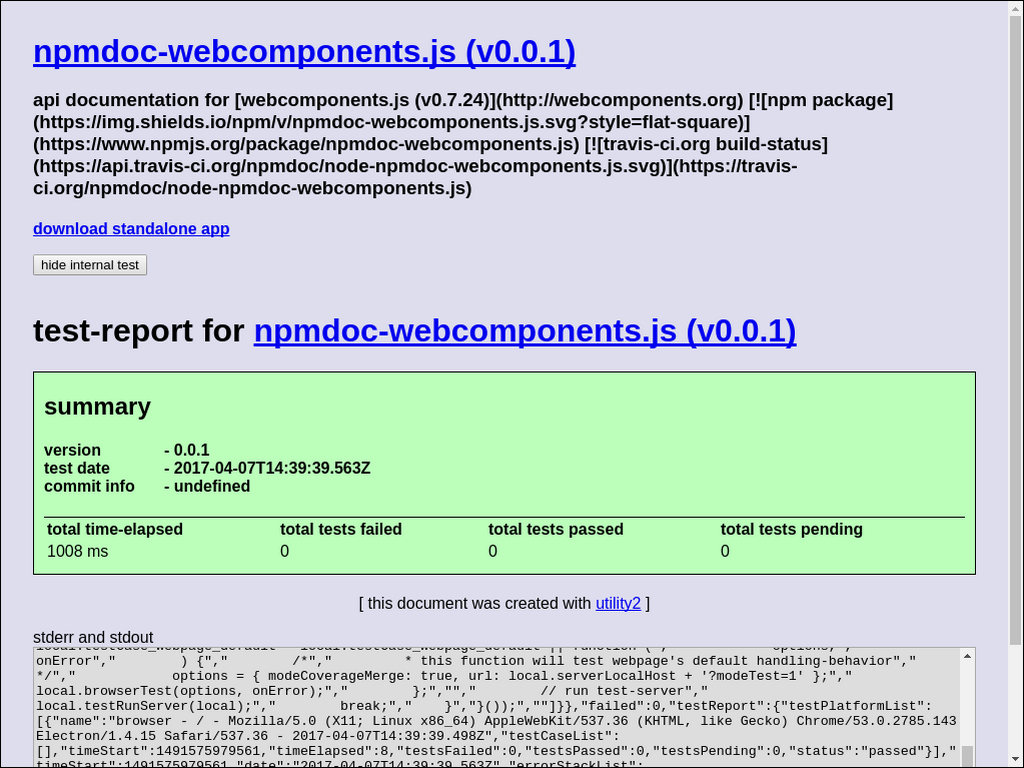 npmdoc-webcomponents.js (v0.0.1)
api documentation for [webcomponents.js (v0.7.24)](http://webcomponents.org) [![npm package]
(https://img.shields.io/npm/v/npmdoc-webcomponents.js.svg?style=flat-square)]
(https://www.npmjs.org/package/npmdoc-webcomponents.js) [![travis-ci.org build-status]
(https://api.travis-ci.org/npmdoc/node-npmdoc-webcomponents.js.svg)](https://travis-
ci.org/npmdoc/node-npmdoc-webcomponents.js)
download standalone app
hide internal test
test-report for npmdoc-webcomponents.js (v0.0.1)
summary
version - 0.0.1
test date - 2017-04-07T14:39:39.563Z
commit info - undefined
total time-elapsed total tests failed total tests passed total tests pending
1008 ms 0 0 0
[ this document was created with utility2 ]
stderr and stdout
onError","        ) {","        /*","         * this function will test webpage's default handling-behavior","
*/","            options = { modeCoverageMerge: true, url: local.serverLocalHost + '?modeTest=1' };","
local.browserTest(options, onError);","        };","","        // run test-server","
local.testRunServer(local);","        break;","    }","}());",""]}},"failed":0,"testReport":{"testPlatformList":
[{"name":"browser - / - Mozilla/5.0 (X11; Linux x86_64) AppleWebKit/537.36 (KHTML, like Gecko) Chrome/53.0.2785.143
Electron/1.4.15 Safari/537.36 - 2017-04-07T14:39:39.498Z","testCaseList":
[],"timeStart":1491575979561,"timeElapsed":8,"testsFailed":0,"testsPassed":0,"testsPending":0,"status":"passed"}],"
timeStart":1491575979561,"date":"2017-04-07T14:39:39.563Z","errorStackList":